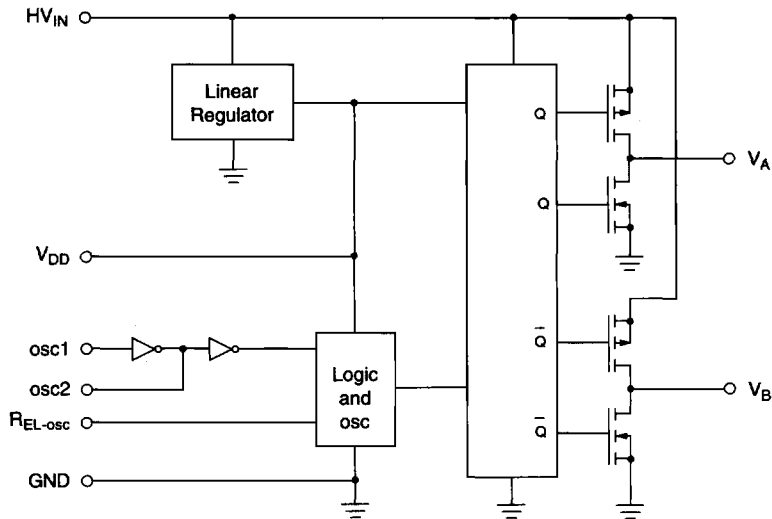 HV_IN
Linear
Regulator
Q
V_A
Q
V_DD
osc1
osc2
R_EL-osc
GND
Logic
and
osc
Q̅
V_B
Q̅